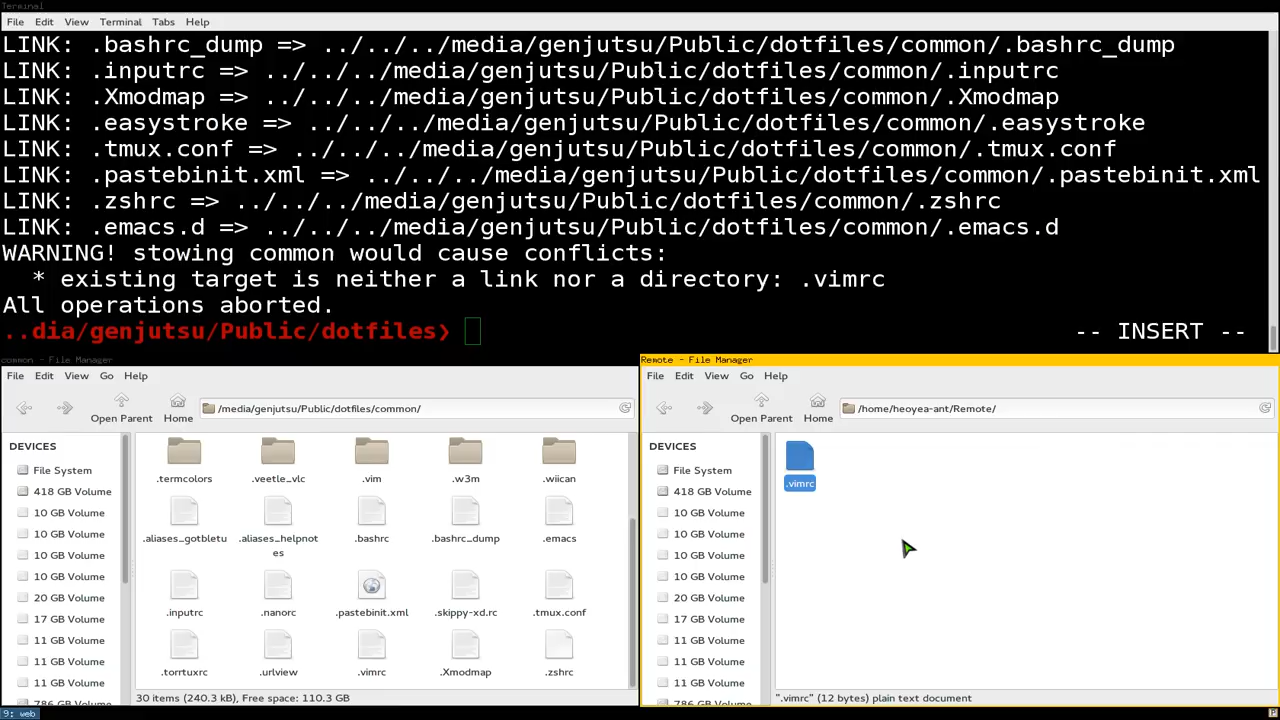 Terminal
File Edit View Terminal Tabs Help
LINK: .bashrc_dump => ../../../media/genjutsu/Public/dotfiles/common/.bashrc_dump
LINK: .inputrc => ../../../media/genjutsu/Public/dotfiles/common/.inputrc
LINK: .Xmodmap => ../../../media/genjutsu/Public/dotfiles/common/.Xmodmap
LINK: .easystroke => ../../../media/genjutsu/Public/dotfiles/common/.easystroke
LINK: .tmux.conf => ../../../media/genjutsu/Public/dotfiles/common/.tmux.conf
LINK: .pastebinit.xml => ../../../media/genjutsu/Public/dotfiles/common/.pastebinit.xml
LINK: .zshrc => ../../../media/genjutsu/Public/dotfiles/common/.zshrc
LINK: .emacs.d => ../../../media/genjutsu/Public/dotfiles/common/.emacs.d
WARNING! stowing common would cause conflicts:
* existing target is neither a link nor a directory: .vimrc
All operations aborted.
..dia/genjutsu/Public/dotfiles❯ -- INSERT --
common - File Manager
File Edit View Go Help
Open Parent Home /media/genjutsu/Public/dotfiles/common/
DEVICES
File System
418 GB Volume
10 GB Volume
10 GB Volume
10 GB Volume
10 GB Volume
20 GB Volume
17 GB Volume
11 GB Volume
11 GB Volume
11 GB Volume
786 GB Volume
.termcolors .veetle_vlc .vim .w3m .wiican
.aliases_gotbletu .aliases_helpnot .bashrc .bashrc_dump .emacs
es
.inputrc .nanorc .pastebinit.xml .skippy-xd.rc .tmux.conf
.torrtuxrc .urlview .vimrc .Xmodmap .zshrc
30 items (240.3 kB), Free space: 110.3 GB
Remote - File Manager
File Edit View Go Help
Open Parent Home /home/heoyea-ant/Remote/
DEVICES
File System
418 GB Volume
10 GB Volume
10 GB Volume
10 GB Volume
10 GB Volume
20 GB Volume
17 GB Volume
11 GB Volume
11 GB Volume
11 GB Volume
786 GB Volume
.vimrc
".vimrc" (12 bytes) plain text document
9: web